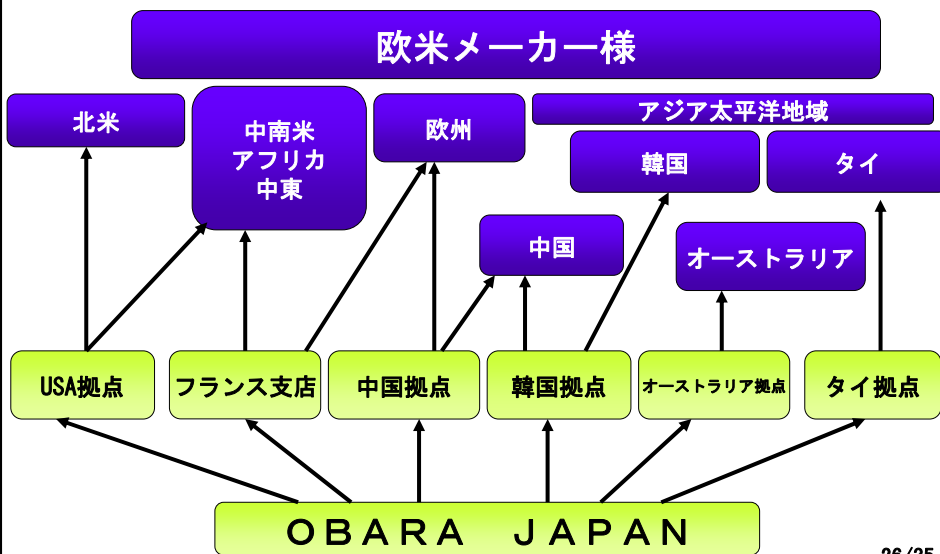 欧米メーカー様
北米
中南米
アフリカ
中東
欧州
アジア太平洋地域
韓国
タイ
中国
オーストラリア
USA拠点
フランス支店
中国拠点
韓国拠点
オーストラリア拠点
タイ拠点
OBARA JAPAN
26/35